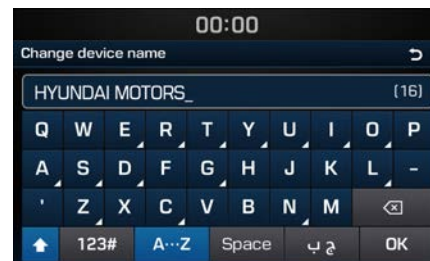 00:00
Change device name
HYUNDAI MOTORS_ (16)
Q W E R T Y U I O P
A S D F G H J K L -
' Z X C V B N M
123# A···Z Space ج ب OK